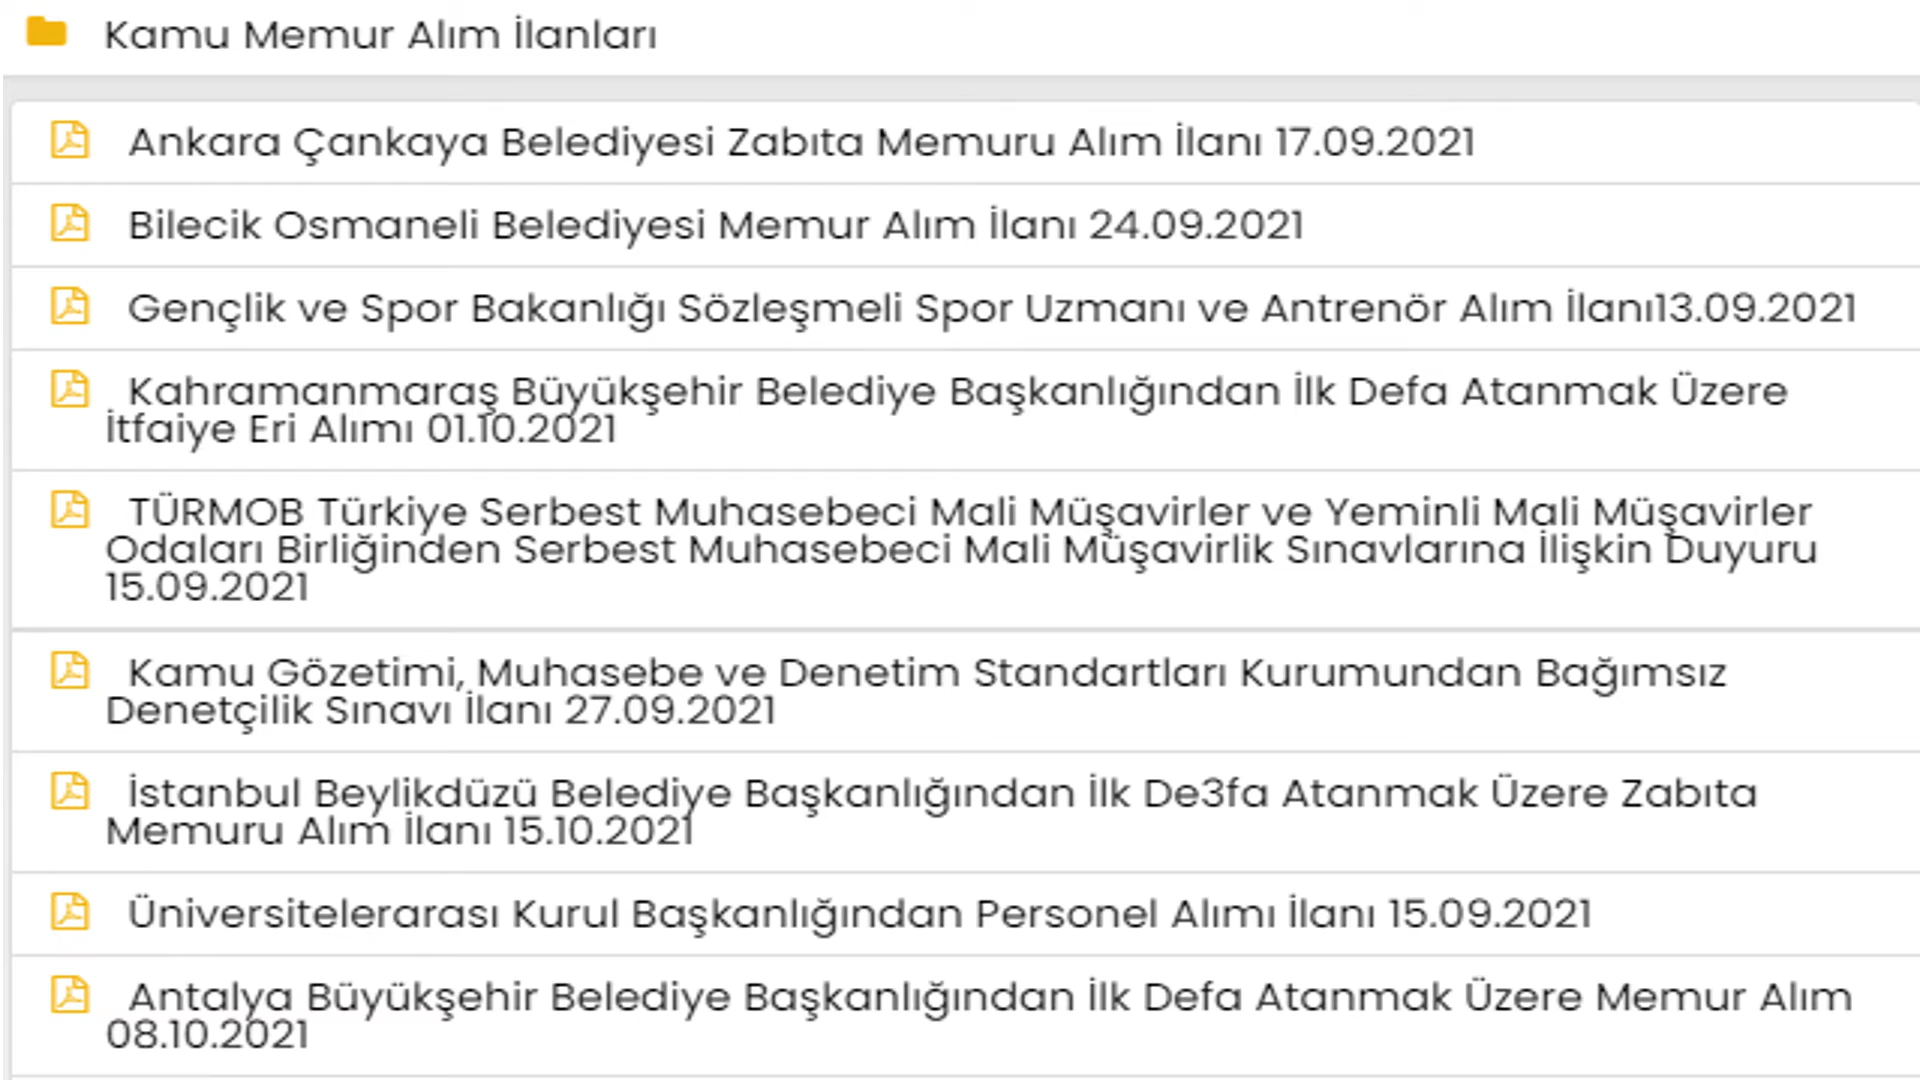 Kamu Memur Alım İlanları
Ankara Çankaya Belediyesi Zabıta Memuru Alım İlanı 17.09.2021
Bilecik Osmaneli Belediyesi Memur Alım İlanı 24.09.2021
Gençlik ve Spor Bakanlığı Sözleşmeli Spor Uzmanı ve Antrenör Alım İlanı13.09.2021
Kahramanmaraş Büyükşehir Belediye Başkanlığından İlk Defa Atanmak Üzere
İtfaiye Eri Alımı 01.10.2021
TÜRMOB Türkiye Serbest Muhasebeci Mali Müşavirler ve Yeminli Mali Müşavirler
Odaları Birliğinden Serbest Muhasebeci Mali Müşavirlik Sınavlarına İlişkin Duyuru
15.09.2021
Kamu Gözetimi, Muhasebe ve Denetim Standartları Kurumundan Bağımsız
Denetçilik Sınavı İlanı 27.09.2021
İstanbul Beylikdüzü Belediye Başkanlığından İlk De3fa Atanmak Üzere Zabıta
Memuru Alım İlanı 15.10.2021
Üniversitelerarası Kurul Başkanlığından Personel Alımı İlanı 15.09.2021
Antalya Büyükşehir Belediye Başkanlığından İlk Defa Atanmak Üzere Memur Alım
08.10.2021